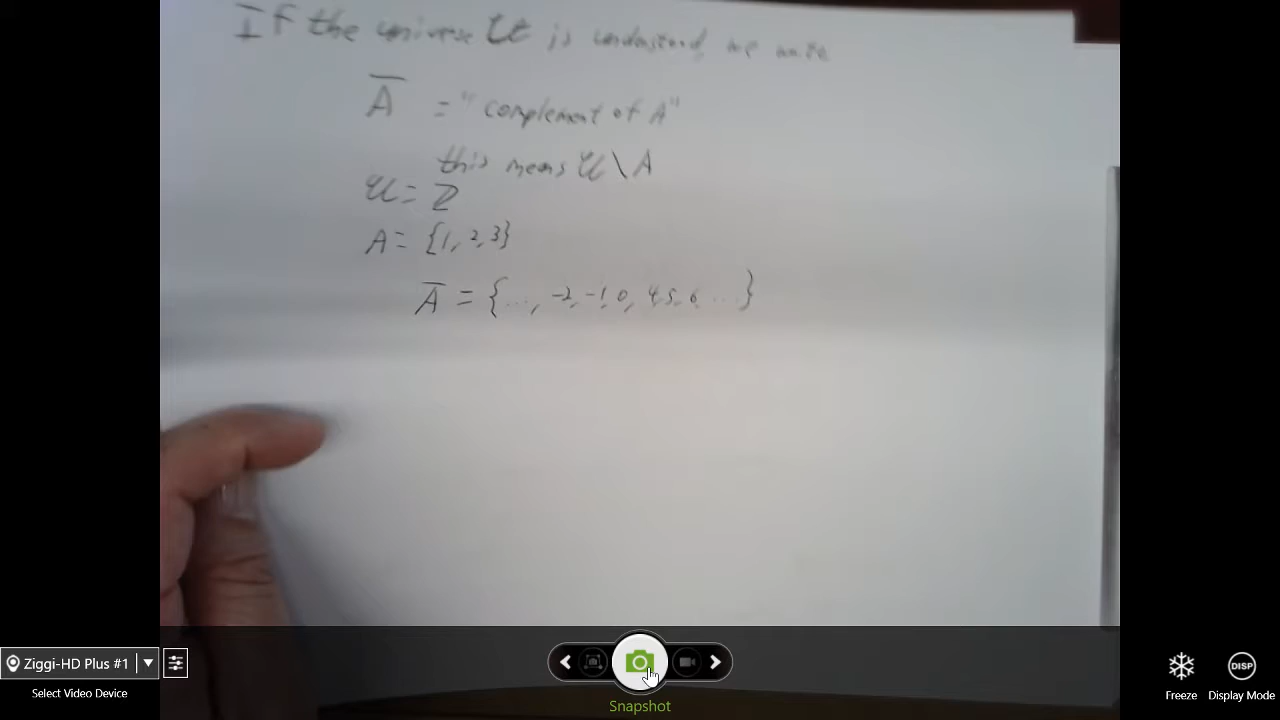 If the universe U is understood, we write
Ā = "complement of A"
this means U \ A
U = ℤ
A = {1, 2, 3}
Ā = {..., -2, -1, 0, 4, 5, 6, ...}
Ziggi-HD Plus #1
Select Video Device
Snapshot
Freeze
DISP
Display Mode